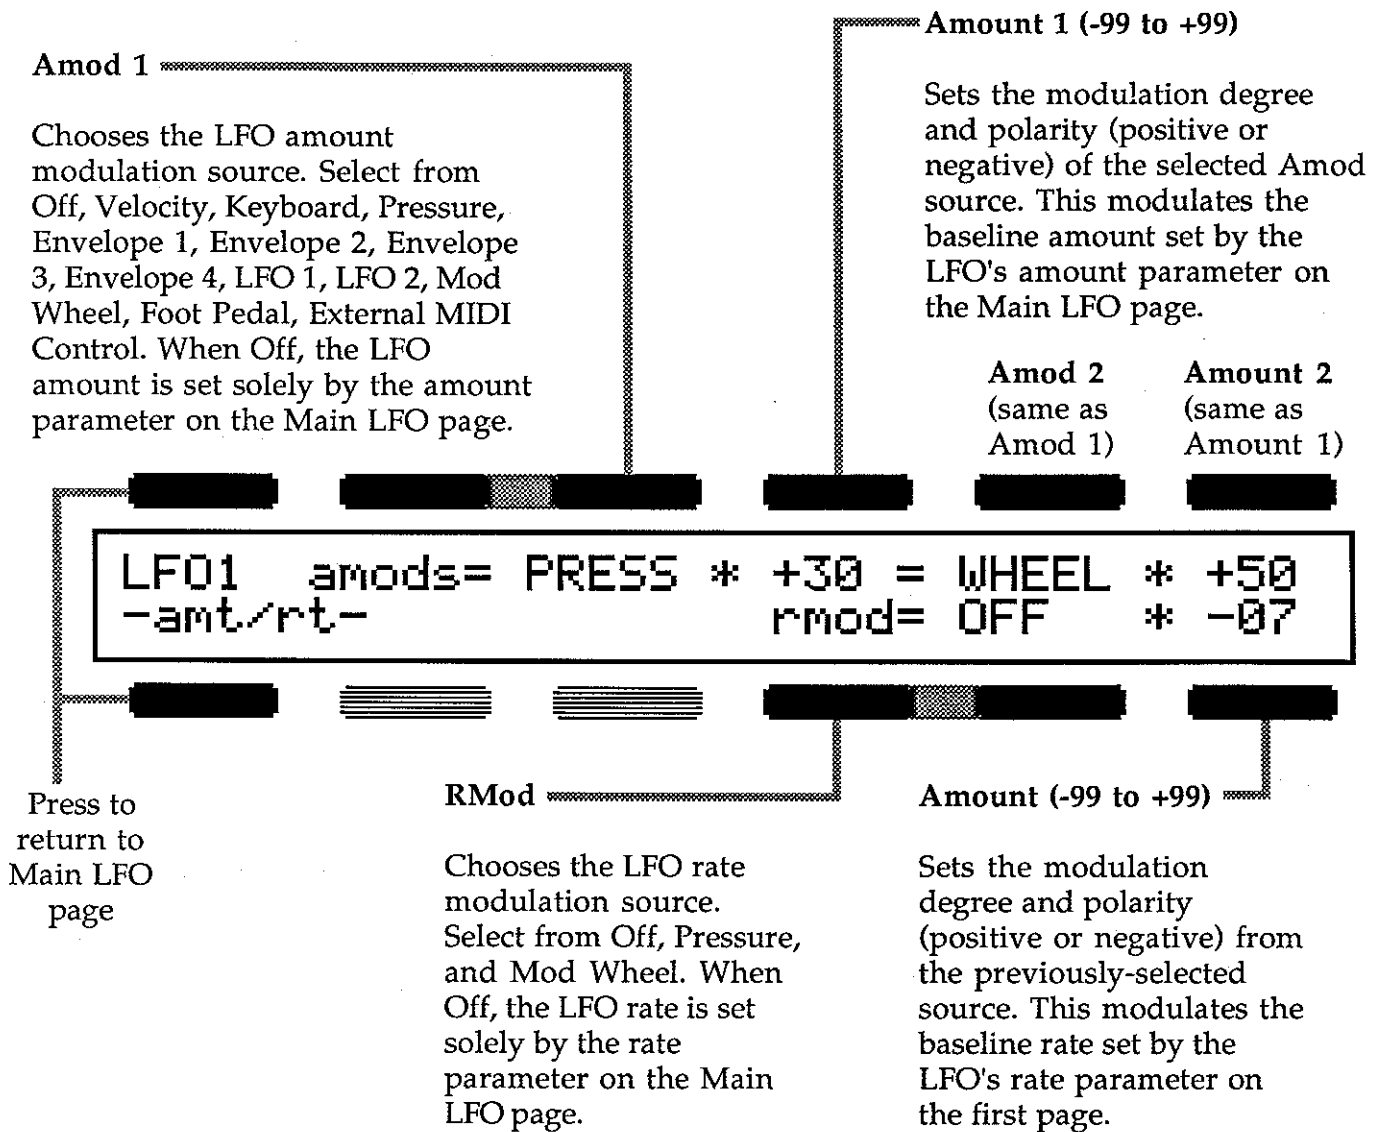 Amod 1
Chooses the LFO amount
modulation source. Select from
Off, Velocity, Keyboard, Pressure,
Envelope 1, Envelope 2, Envelope
3, Envelope 4, LFO 1, LFO 2, Mod
Wheel, Foot Pedal, External MIDI
Control. When Off, the LFO
amount is set solely by the amount
parameter on the Main LFO page.
Amount 1 (-99 to +99)
Sets the modulation degree
and polarity (positive or
negative) of the selected Amod
source. This modulates the
baseline amount set by the
LFO's amount parameter on
the Main LFO page.
Amod 2
(same as
Amod 1)
Amount 2
(same as
Amount 1)
LFO1 amods= PRESS * +30 = WHEEL * +50
-amt/rt- rmod= OFF * -07
Press to
return to
Main LFO
page
RMod
Chooses the LFO rate
modulation source.
Select from Off, Pressure,
and Mod Wheel. When
Off, the LFO rate is set
solely by the rate
parameter on the Main
LFO page.
Amount (-99 to +99)
Sets the modulation
degree and polarity
(positive or negative) from
the previously-selected
source. This modulates the
baseline rate set by the
LFO's rate parameter on
the first page.